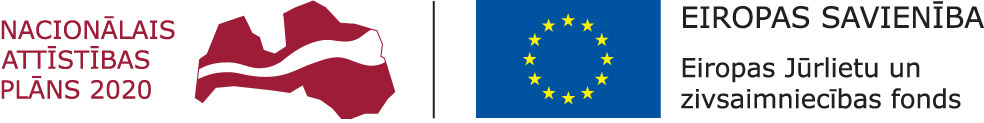 NACIONĀLAIS
ATTĪSTĪBAS
PLĀNS 2020
EIROPAS SAVIENĪBA
Eiropas Jūrlietu un
zivsaimniecības fonds